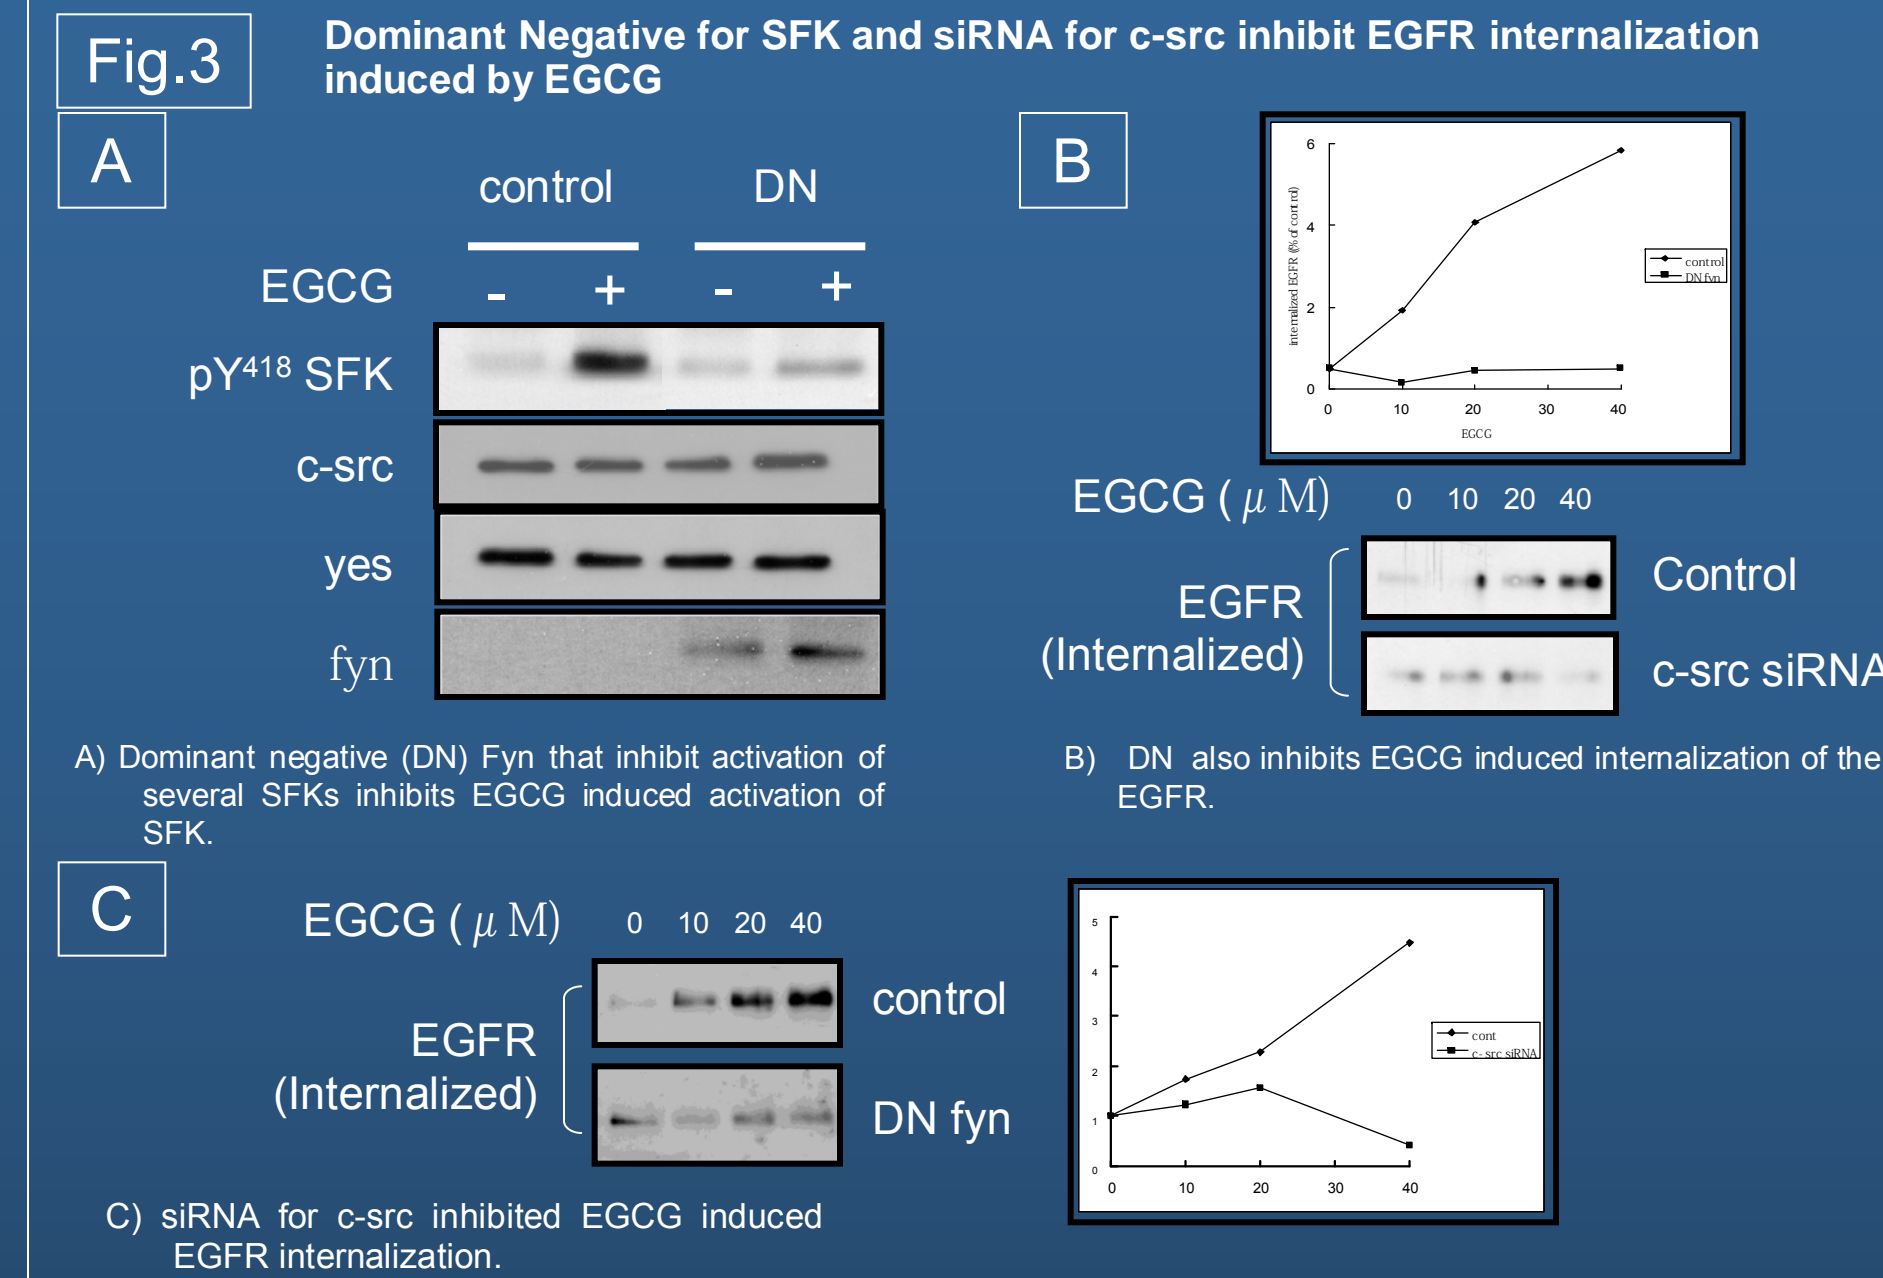 Fig.3
Dominant Negative for SFK and siRNA for c-src inhibit EGFR internalization
induced by EGCG
A
control DN
EGCG - + - +
pY418 SFK
c-src
yes
fyn
A) Dominant negative (DN) Fyn that inhibit activation of
several SFKs inhibits EGCG induced activation of
SFK.
B
internalized EGFR (% of control)
6
4
2
0
0 10 20 30 40
EGCG
control
DN fyn
EGCG ( μ M) 0 10 20 40
EGFR
(Internalized)
Control
c-src siRNA
B) DN also inhibits EGCG induced internalization of the
EGFR.
C
EGCG ( μ M) 0 10 20 40
EGFR
(Internalized)
control
DN fyn
C) siRNA for c-src inhibited EGCG induced
EGFR internalization.
5
4
3
2
1
0
0 10 20 30 40
cont
c- src siRNA